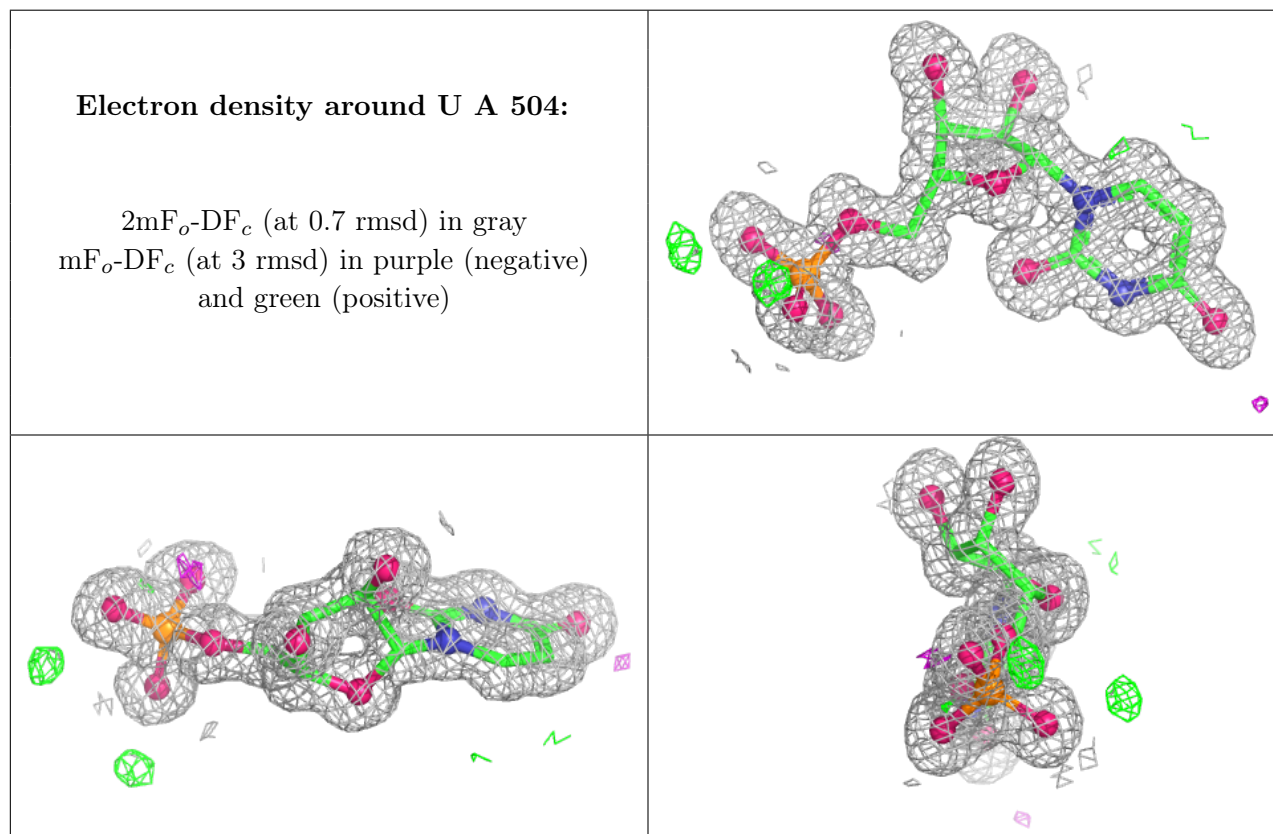 Electron density around U A 504:
2mFₒ-DF𝑐 (at 0.7 rmsd) in gray
mFₒ-DF𝑐 (at 3 rmsd) in purple (negative)
and green (positive)